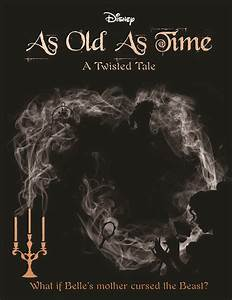 Disney
As Old As Time
A Twisted Tale
What if Belle's mother cursed the Beast?